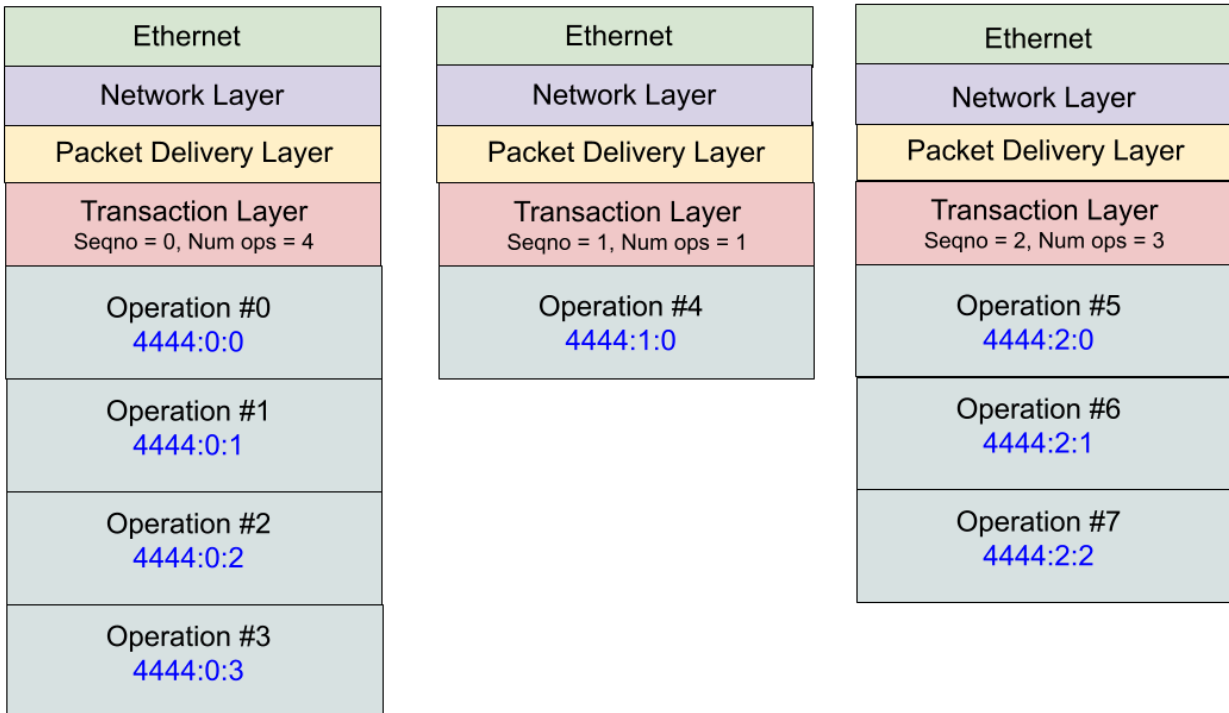 Ethernet
Network Layer
Packet Delivery Layer
Transaction Layer
Seqno = 0, Num ops = 4
Operation #0
4444:0:0
Operation #1
4444:0:1
Operation #2
4444:0:2
Operation #3
4444:0:3
Ethernet
Network Layer
Packet Delivery Layer
Transaction Layer
Seqno = 1, Num ops = 1
Operation #4
4444:1:0
Ethernet
Network Layer
Packet Delivery Layer
Transaction Layer
Seqno = 2, Num ops = 3
Operation #5
4444:2:0
Operation #6
4444:2:1
Operation #7
4444:2:2